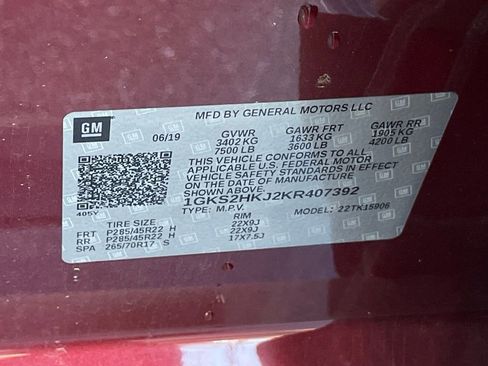 MFD BY GENERAL MOTORS LLC
GM
06/19 GVWR GAWR FRT GAWR RR
3402 KG 1633 KG 1905 KG
7500 LB 3600 LB 4200 LB
THIS VEHICLE CONFORMS TO ALL
APPLICABLE U.S. FEDERAL MOTOR
VEHICLE SAFETY STANDARDS IN EFFECT
ON THE DATE OF MANUFACTURE
SHOWN ABOVE.
1GKS2HKJ2KR407392
405Y TYPE: M.P.V. MODEL: 22TK15906
TIRE SIZE RIM
FRT P285/45R22 H 22X9J
RR P285/45R22 H 22X9J
SPA 265/70R17 S 17X7.5J